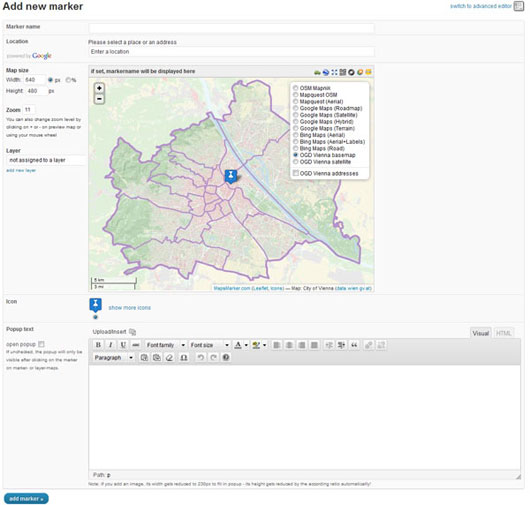 Add new marker
switch to advanced editor
Marker name
Location
powered by Google
Please select a place or an address
Enter a location
Map size
Width: 640 px %
Height: 480 px
Zoom 11
You can also change zoom level by
clicking on + or - on preview map or
using your mouse wheel
Layer
not assigned to a layer
add new layer
if set, markername will be displayed here
+
-
OSM Mapnik
Mapquest OSM
Mapquest (Aerial)
Google Maps (Roadmap)
Google Maps (Satellite)
Google Maps (Hybrid)
Google Maps (Terrain)
Bing Maps (Aerial)
Bing Maps (Aerial+Labels)
Bing Maps (Road)
OGD Vienna basemap
OGD Vienna satellite
OGD Vienna addresses
5 km
3 mi
MapsMarker.com (Leaflet, Icons) — Map: City of Vienna (data.wien.gv.at)
Icon
show more icons
Popup text
open popup
If unchecked, the popup will only be
visible after clicking on the marker
on marker- or layer-maps.
Upload/Insert
Visual
HTML
B I U ABC Font family Font size A
Paragraph Ω
Path: p
Note: if you add an image, its width gets reduced to 235px to fit in popup - its height gets reduced by the according ratio automatically!
add marker »